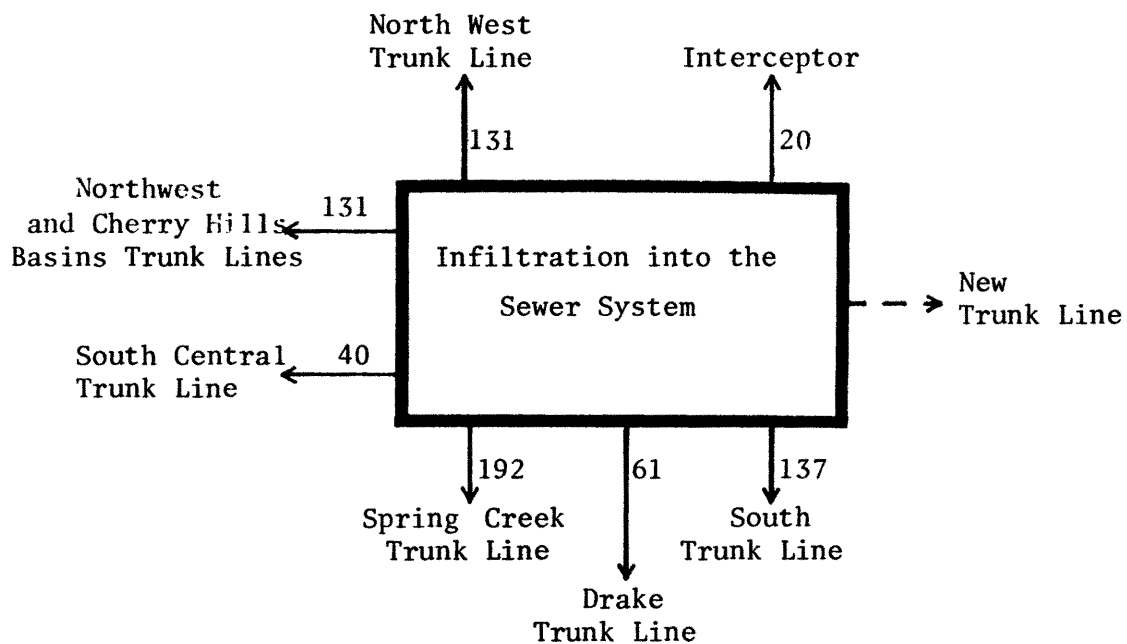 North West
Trunk Line
Interceptor
131
20
Northwest
and Cherry Hills
Basins Trunk Lines
131
Infiltration into the
Sewer System
New
Trunk Line
South Central
Trunk Line
40
192
61
137
Spring Creek
Trunk Line
South
Trunk Line
Drake
Trunk Line